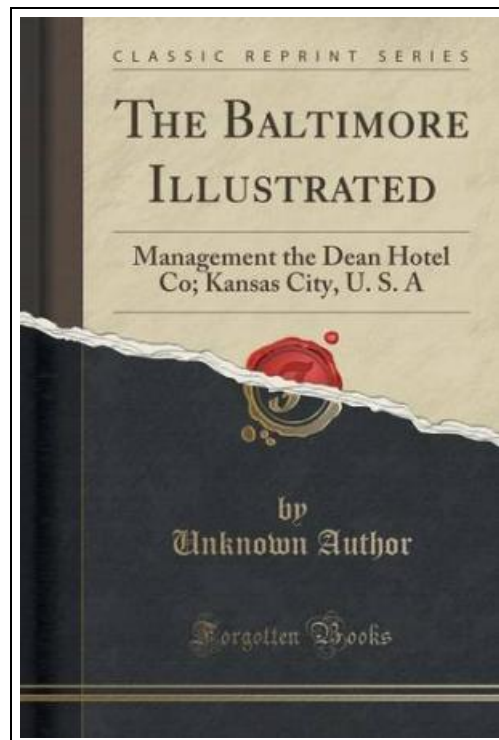 CLASSIC REPRINT SERIES
THE BALTIMORE
ILLUSTRATED
Management the Dean Hotel
Co; Kansas City, U. S. A
by
Unknown Author
Forgotten Books